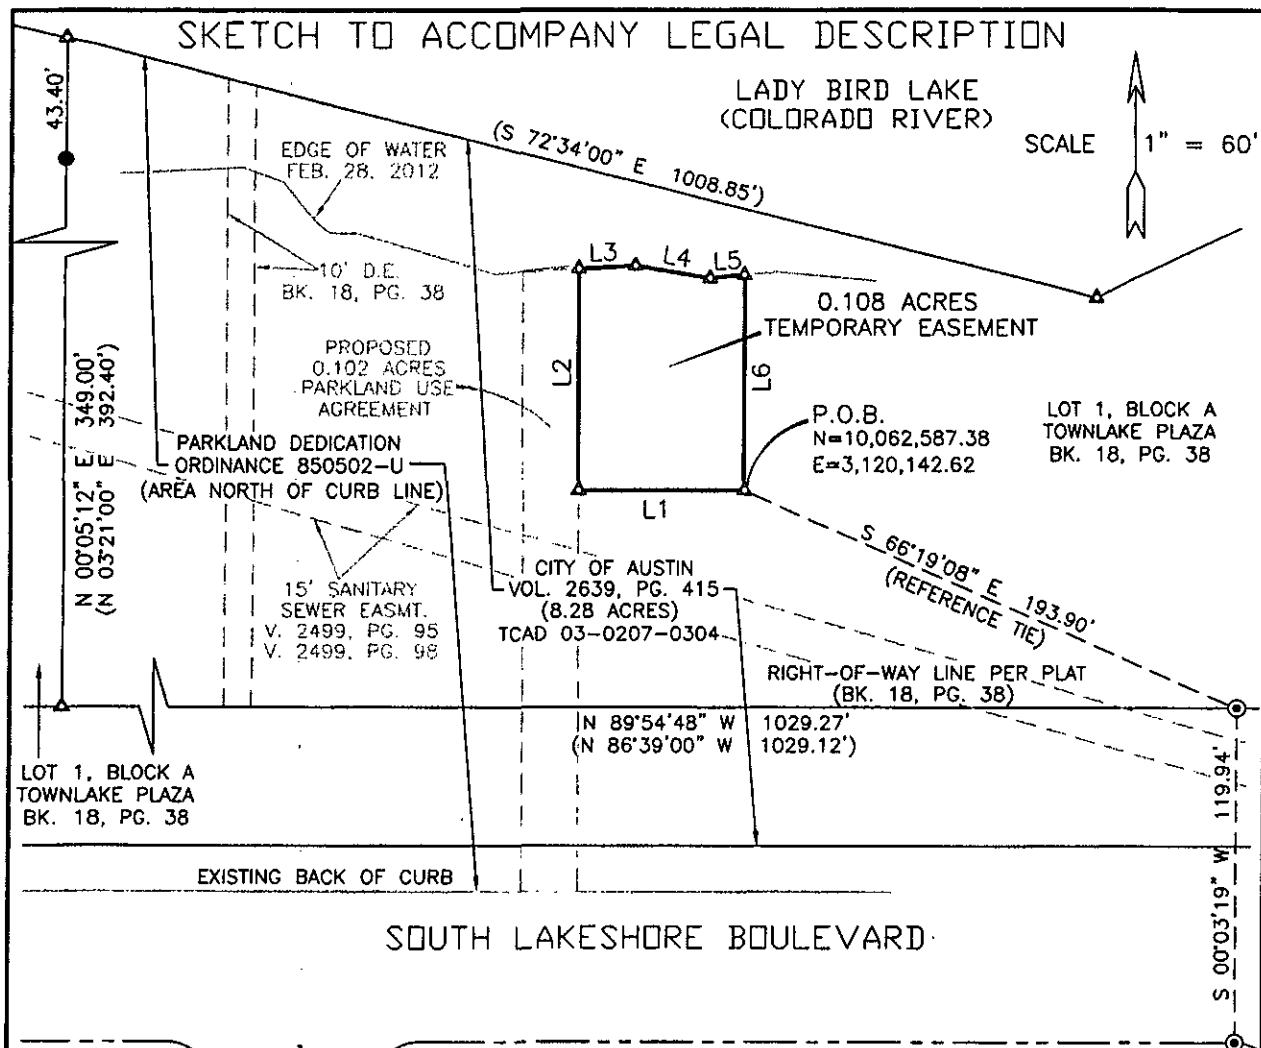 SKETCH TO ACCOMPANY LEGAL DESCRIPTION
LADY BIRD LAKE
(COLORADO RIVER)
SCALE 1" = 60'
43.40'
(S 72°34'00" E 1008.85')
EDGE OF WATER
FEB. 28, 2012
10' D.E.
BK. 18, PG. 38
L3
L4
L5
0.108 ACRES
TEMPORARY EASEMENT
PROPOSED
0.102 ACRES
PARKLAND USE
AGREEMENT
L2
L6
N 00°05'12" E 349.00'
(N 03°21'00" E 392.40')
P.O.B.
N=10,062,587.38
E=3,120,142.62
LOT 1, BLOCK A
TOWNLAKE PLAZA
BK. 18, PG. 38
PARKLAND DEDICATION
ORDINANCE 850502-U
(AREA NORTH OF CURB LINE)
L1
S 66°19'08" E 193.90'
(REFERENCE TIE)
15' SANITARY
SEWER EASMT.
V. 2499, PG. 95
V. 2499, PG. 98
CITY OF AUSTIN
VOL. 2639, PG. 415
(8.28 ACRES)
TCAD 03-0207-0304
RIGHT-OF-WAY LINE PER PLAT
(BK. 18, PG. 38)
N 89°54'48" W 1029.27'
(N 86°39'00" W 1029.12')
LOT 1, BLOCK A
TOWNLAKE PLAZA
BK. 18, PG. 38
S 00°03'19" W 119.94'
EXISTING BACK OF CURB
SOUTH LAKESHORE BOULEVARD